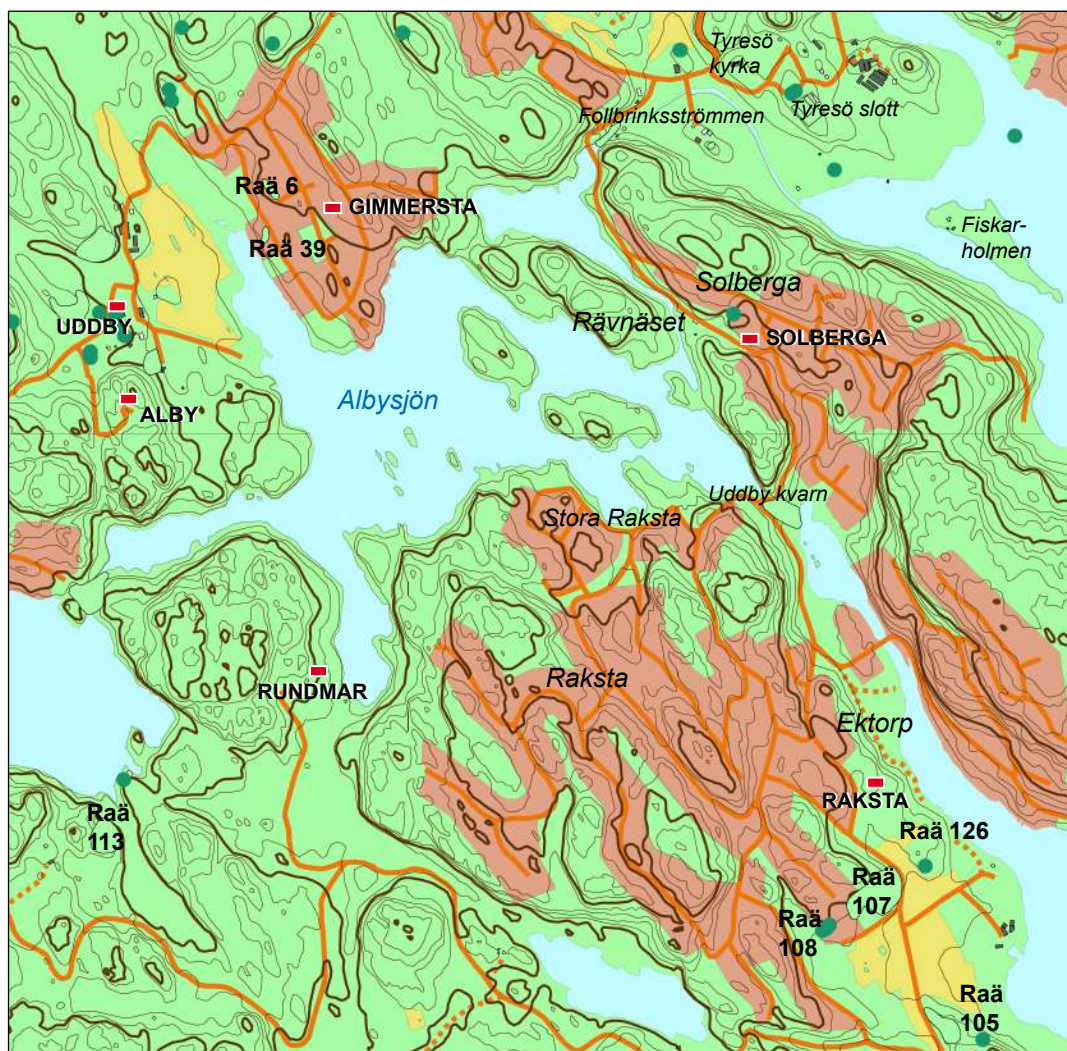 Tyresö
kyrka
Follbrinksströmmen
Tyresö slott
Raä 6
GIMMERSTA
Raä 39
Fiskar-
holmen
Solberga
Rävnäset
UDDBY
SOLBERGA
Albysjön
ALBY
Uddby kvarn
Stora Raksta
RUNDMAR
Raksta
Ektorp
RAKSTA
Raä
113
Raä 126
Raä
107
Raä
108
Raä
105